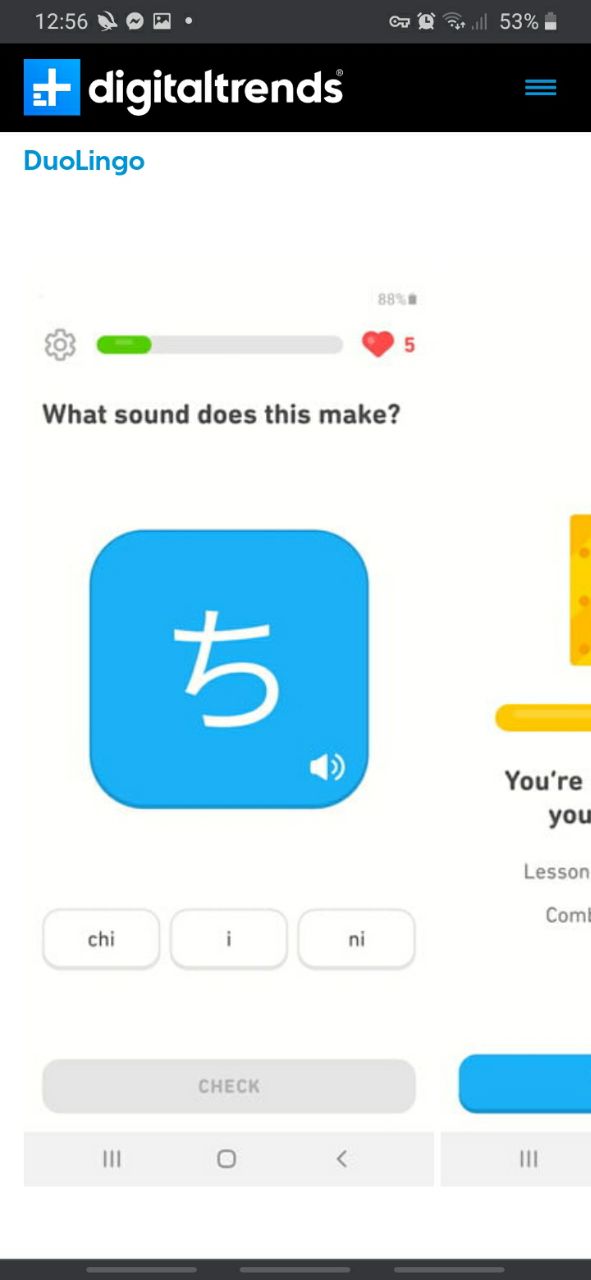 12:56
53%
digitaltrends®
DuoLingo
88%
5
What sound does this make?
ち
chi
i
ni
CHECK
You're
you
Lesson
Comb